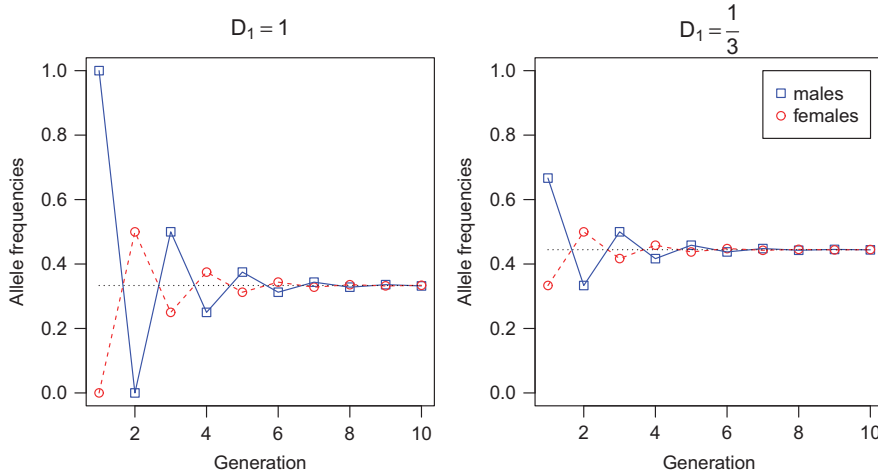 D₁ = 1
Allele frequencies
1.0
0.8
0.6
0.4
0.2
0.0
2 4 6 8 10
Generation
D₁ = 1/3
Allele frequencies
1.0
0.8
0.6
0.4
0.2
0.0
males
females
2 4 6 8 10
Generation